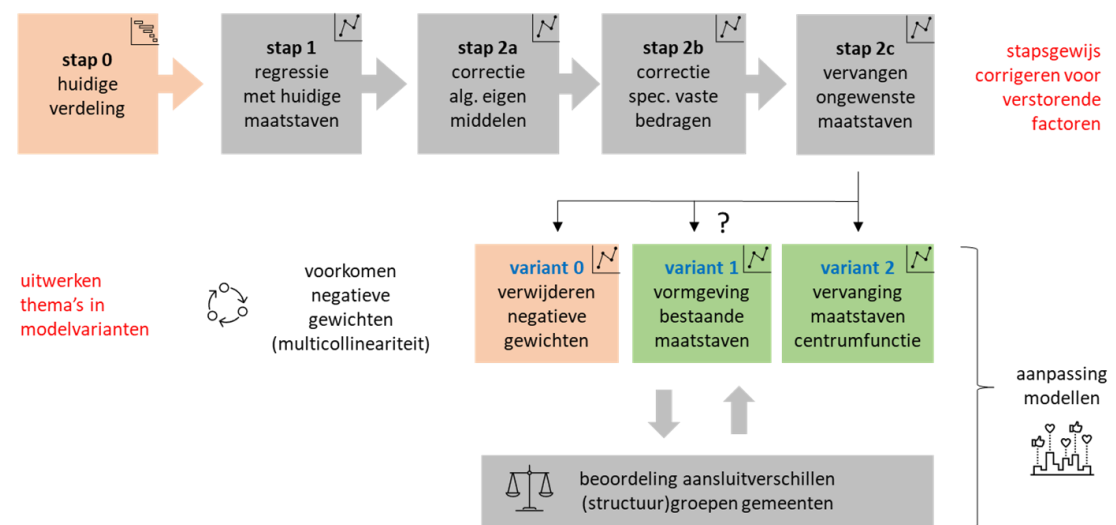 stap 0
huidige
verdeling
stap 1
regressie
met huidige
maatstaven
stap 2a
correctie
alg. eigen
middelen
stap 2b
correctie
spec. vaste
bedragen
stap 2c
vervangen
ongewenste
maatstaven
stapsgewijs
corrigeren voor
verstorende
factoren
?
uitwerken
thema's in
modelvarianten
voorkomen
negatieve
gewichten
(multicollineariteit)
variant 0
verwijderen
negatieve
gewichten
variant 1
vormgeving
bestaande
maatstaven
variant 2
vervanging
maatstaven
centrumfunctie
aanpassing
modellen
beoordeling aansluitverschillen
(structuur)groepen gemeenten